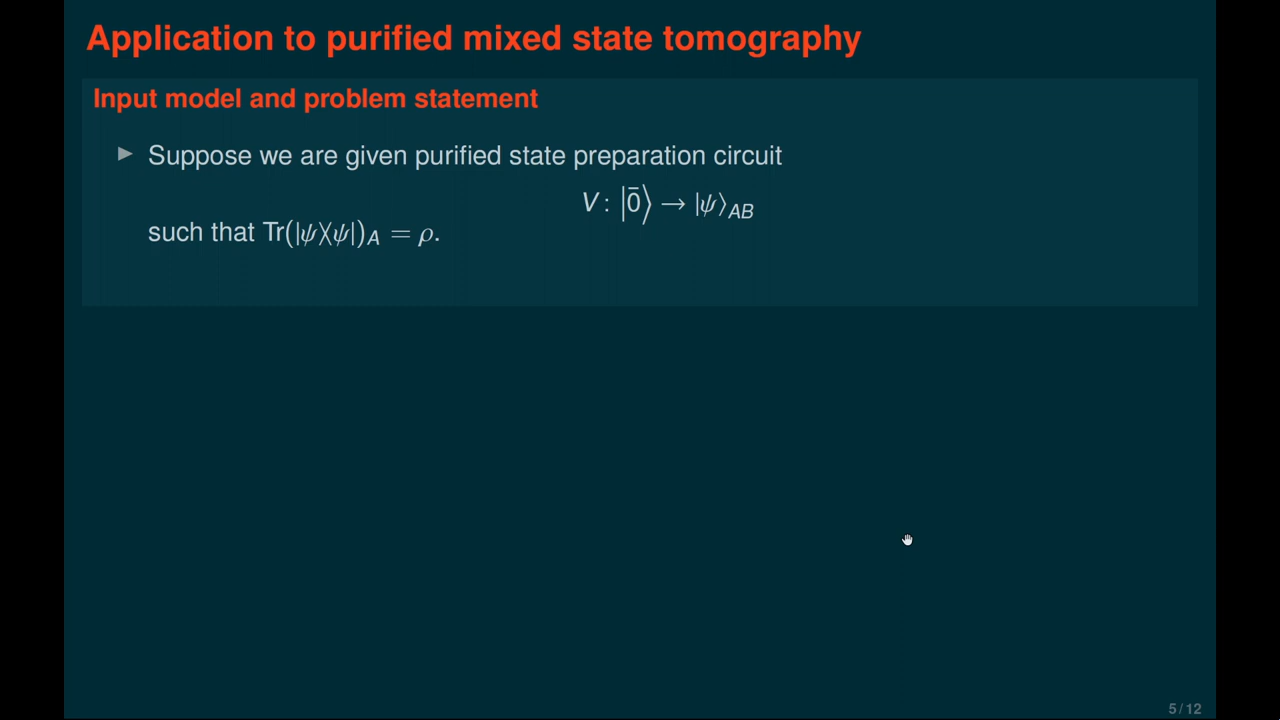 Application to purified mixed state tomography
Input model and problem statement
▶ Suppose we are given purified state preparation circuit
V : |0̄⟩ → |ψ⟩_AB
such that Tr(|ψ⟩⟨ψ|)_A = ρ.
5 / 12